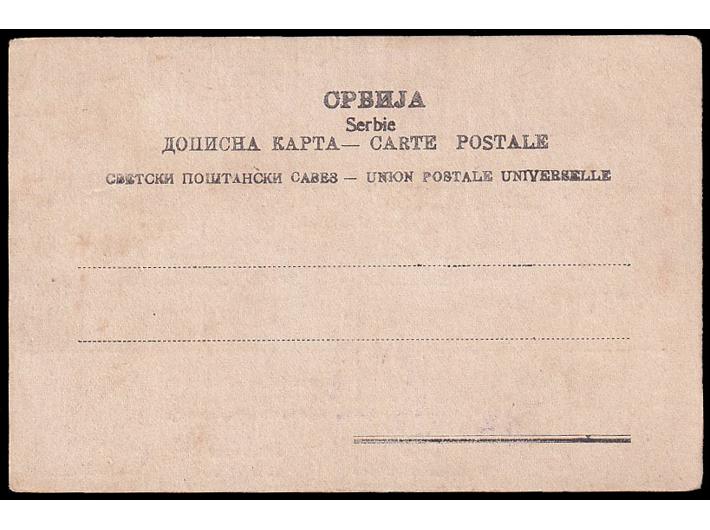 СРБИЈА
Serbie
ДОПИСНА КАРТА— CARTE POSTALE
СВЕТСКИ ПОШТАНСКИ САВЕЗ — UNION POSTALE UNIVERSELLE